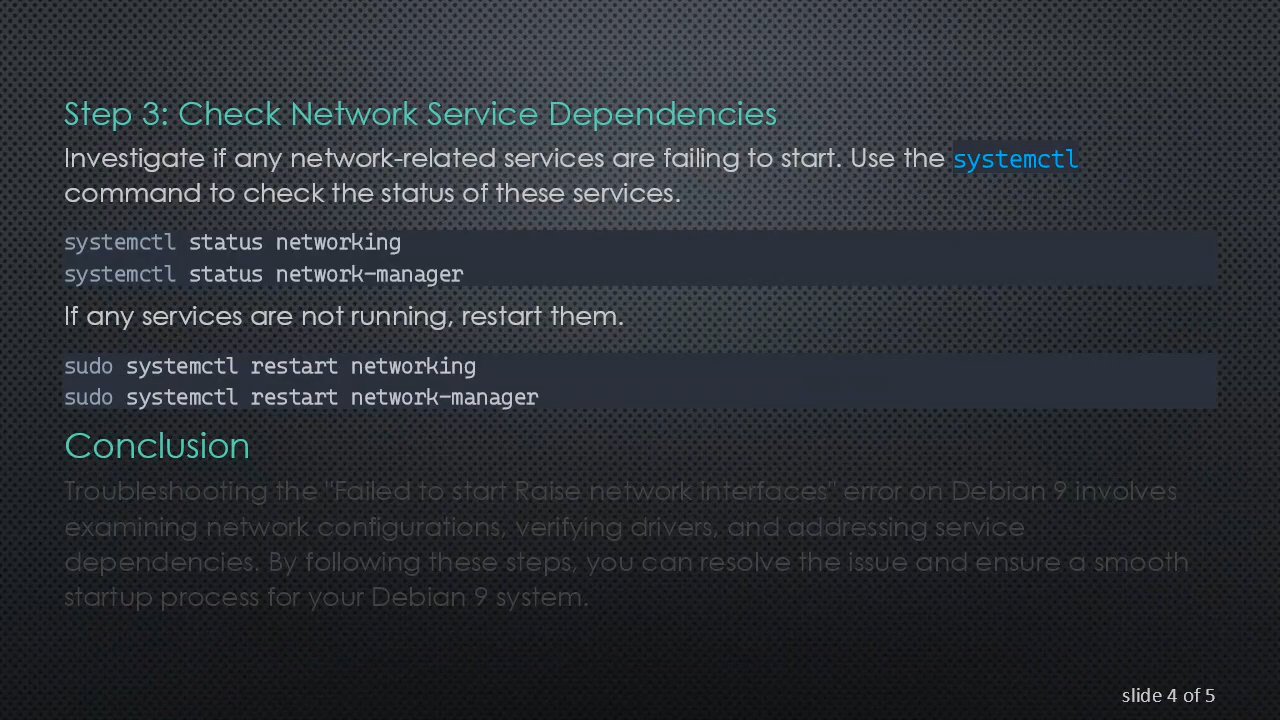 Step 3: Check Network Service Dependencies
Investigate if any network-related services are failing to start. Use the systemctl
command to check the status of these services.
systemctl status networking
systemctl status network-manager
If any services are not running, restart them.
sudo systemctl restart networking
sudo systemctl restart network-manager
Conclusion
Troubleshooting the "Failed to start Raise network interfaces" error on Debian 9 involves
examining network configurations, verifying drivers, and addressing service
dependencies. By following these steps, you can resolve the issue and ensure a smooth
startup process for your Debian 9 system.
slide 4 of 5